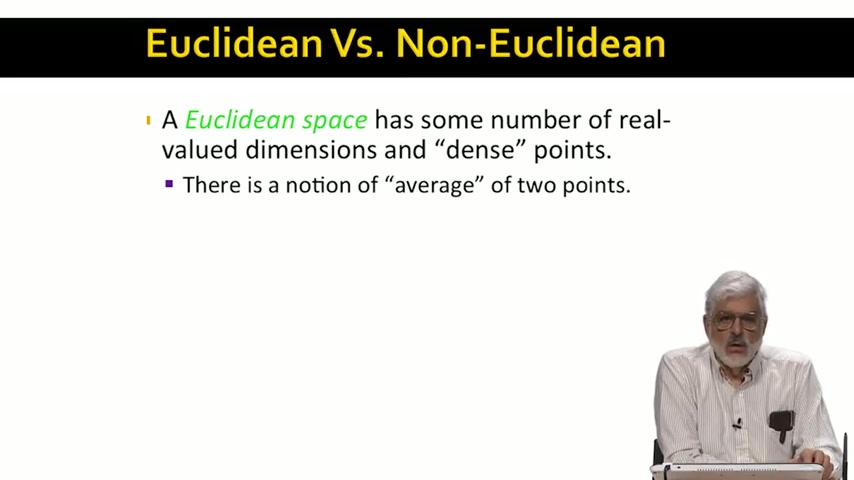 Euclidean Vs. Non-Euclidean
A Euclidean space has some number of real-
valued dimensions and “dense” points.
There is a notion of “average” of two points.